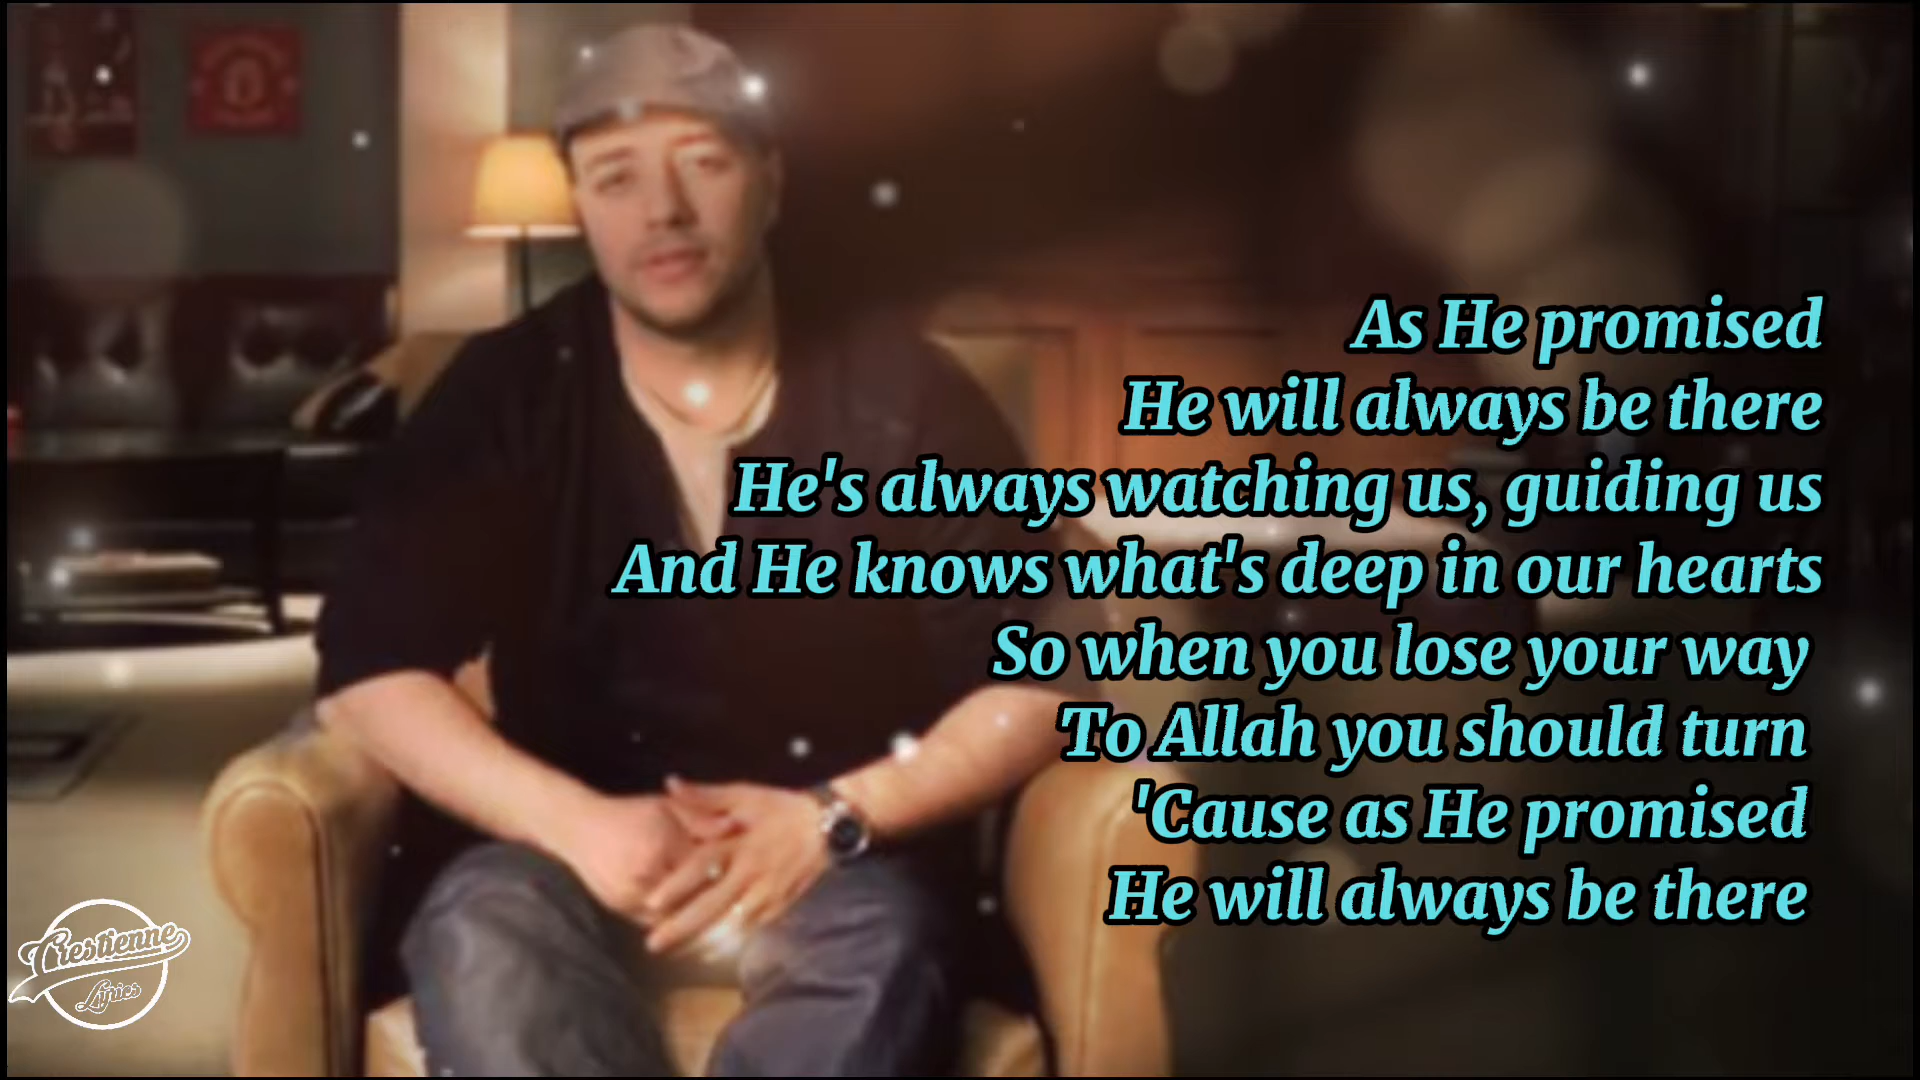 As He promised
He will always be there
He's always watching us, guiding us
And He knows what's deep in our hearts
So when you lose your way
To Allah you should turn
'Cause as He promised
He will always be there
Crestienne
Lyrics